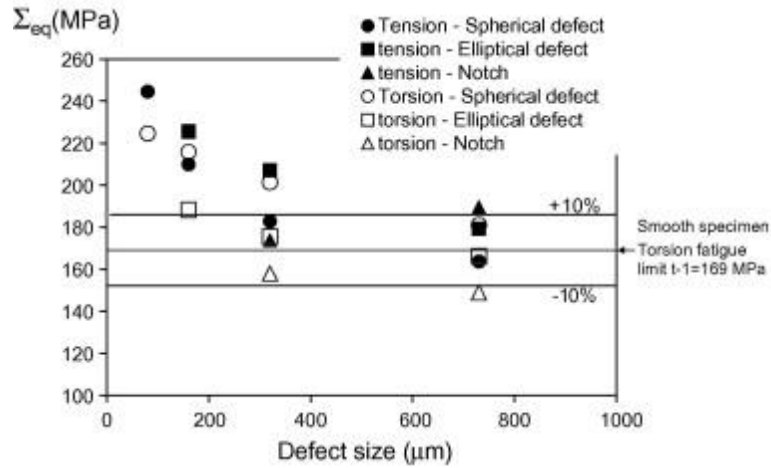 Σeq(MPa)
Tension - Spherical defect
tension - Elliptical defect
tension - Notch
Torsion - Spherical defect
torsion - Elliptical defect
torsion - Notch
260
240
220
200
180
160
140
120
100
+10%
-10%
Smooth specimen
Torsion fatigue
limit t-1=169 MPa
0 200 400 600 800 1000
Defect size (μm)